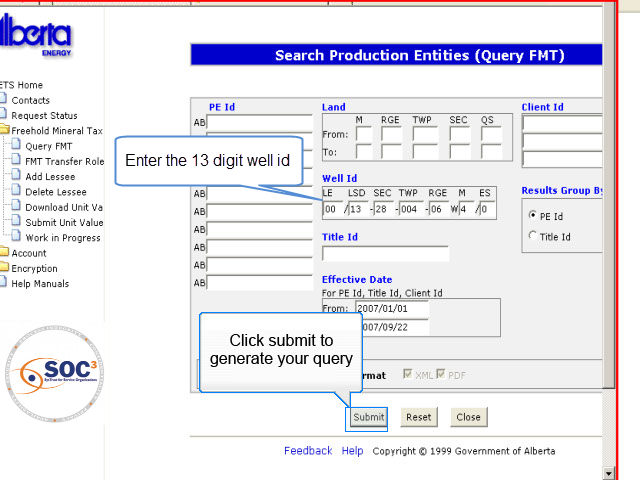 Alberta
ENERGY
Search Production Entities (Query FMT)
ETS Home
Contacts
Request Status
Freehold Mineral Tax
Query FMT
FMT Transfer Role
Add Lessee
Delete Lessee
Download Unit Va
Submit Unit Value
Work in Progress
Account
Encryption
Help Manuals
SOC3
SysTrust for Service Organizations
PE Id
AB
AB
AB
AB
AB
AB
Enter the 13 digit well id
Land
M RGE TWP SEC QS
From:
To:
Well Id
LE LSD SEC TWP RGE M ES
00 /13 -28 -004 -06 W4 /0
Title Id
Effective Date
For PE Id, Title Id, Client Id
From: 2007/01/01
2007/09/22
Client Id
Results Group By
PE Id
Title Id
Click submit to
generate your query
ormat XML PDF
Submit Reset Close
Feedback Help Copyright © 1999 Government of Alberta